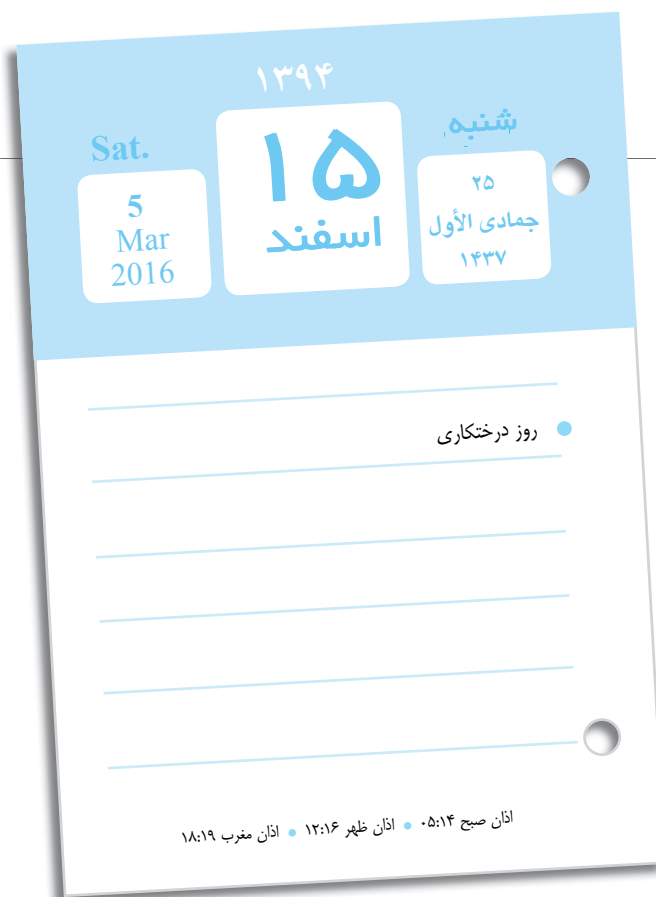 ۱۳۹۴
شنبه
۲۵
جمادی الأول
۱۴۳۷
۱۵
اسفند
Sat.
5
Mar
2016
روز درختکاری
اذان صبح ۰۵:۱۴ • اذان ظهر ۱۲:۱۶ • اذان مغرب ۱۸:۱۹